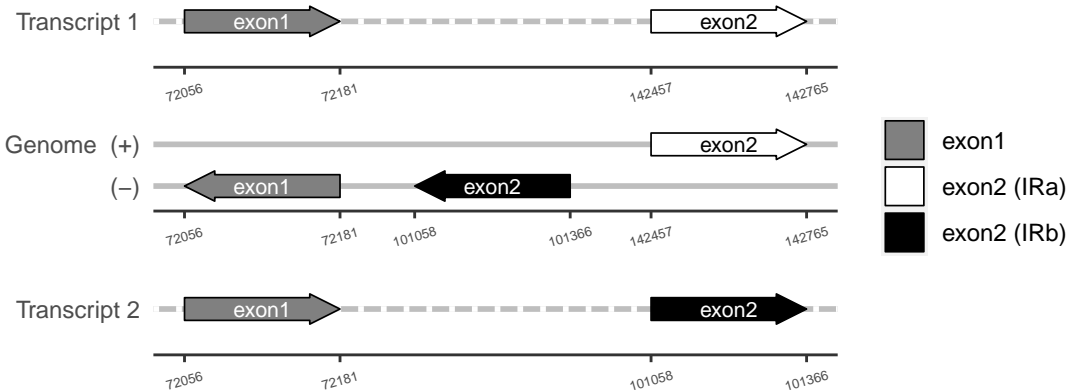 Transcript 1 exon1 exon2
72056 72181 142457 142765
Genome (+) exon2
(−) exon1 exon2
72056 72181 101058 101366 142457 142765
exon1
exon2 (IRa)
exon2 (IRb)
Transcript 2 exon1 exon2
72056 72181 101058 101366